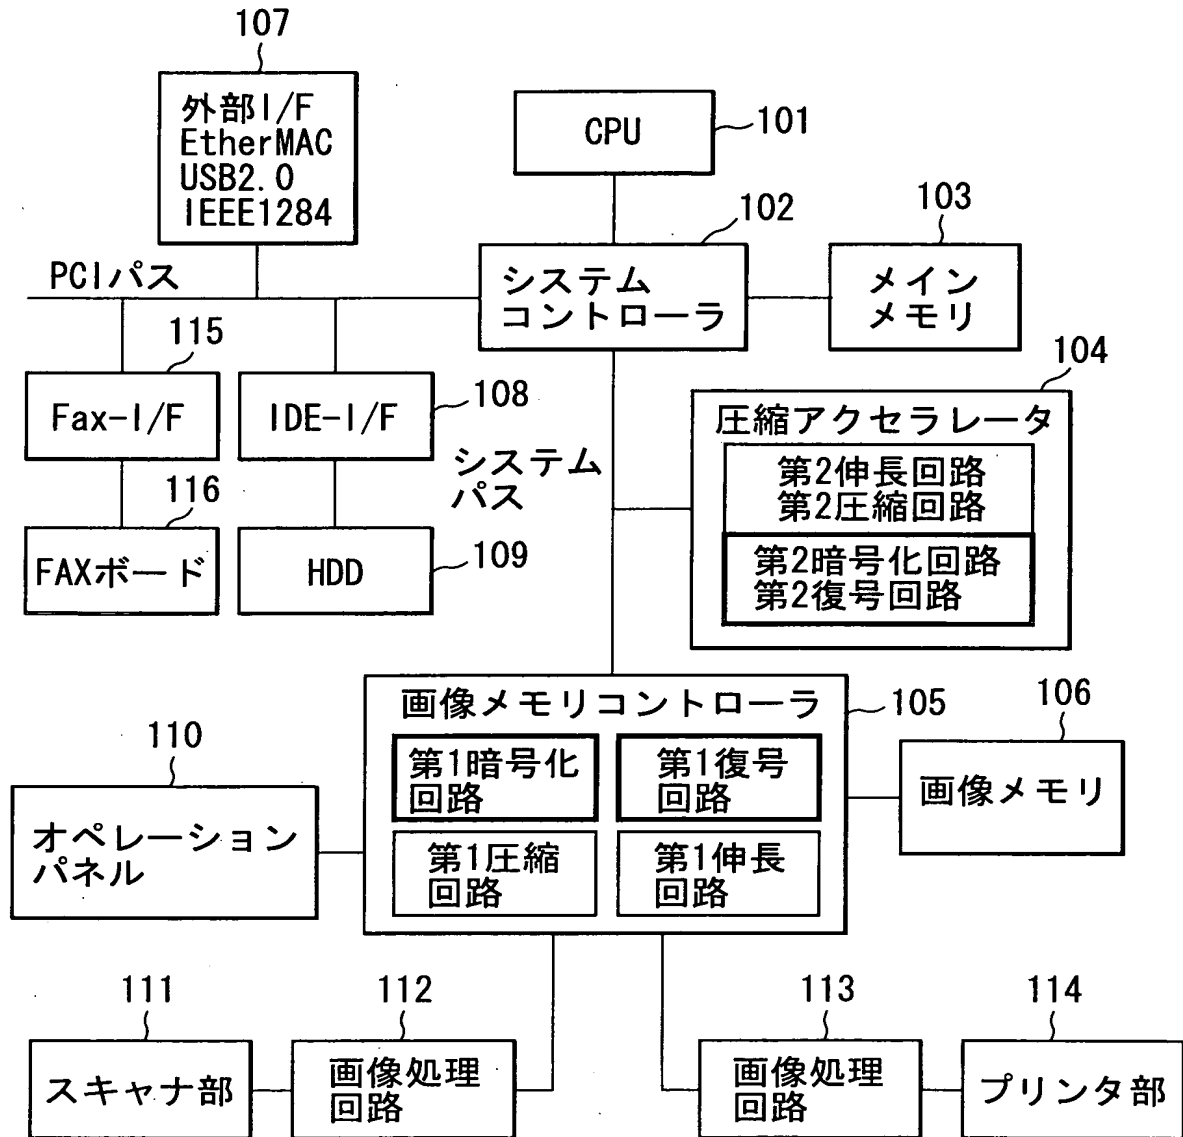 107
外部I/F
EtherMAC
USB2.0
IEEE1284
CPU
101
102
103
PCIパス
システム
コントローラ
メイン
メモリ
115
Fax-I/F
IDE-I/F
108
システム
パス
104
圧縮アクセラレータ
第2伸長回路
第2圧縮回路
第2暗号化回路
第2復号回路
116
FAXボード
HDD
109
画像メモリコントローラ
105
106
第1暗号化
回路
第1復号
回路
画像メモリ
110
オペレーション
パネル
第1圧縮
回路
第1伸長
回路
111
112
113
114
スキャナ部
画像処理
回路
画像処理
回路
プリンタ部